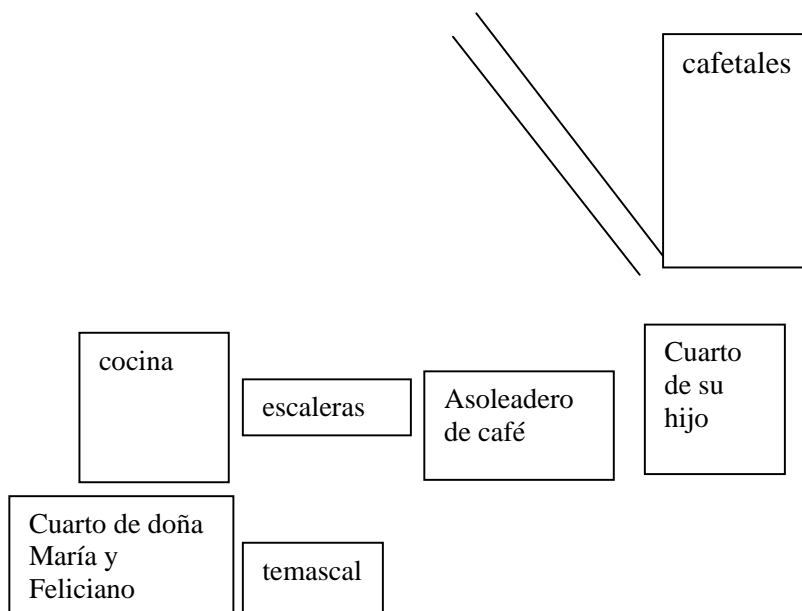 cafetales
cocina
escaleras
Asoleadero
de café
Cuarto
de su
hijo
Cuarto de doña
María y
Feliciano
temascal